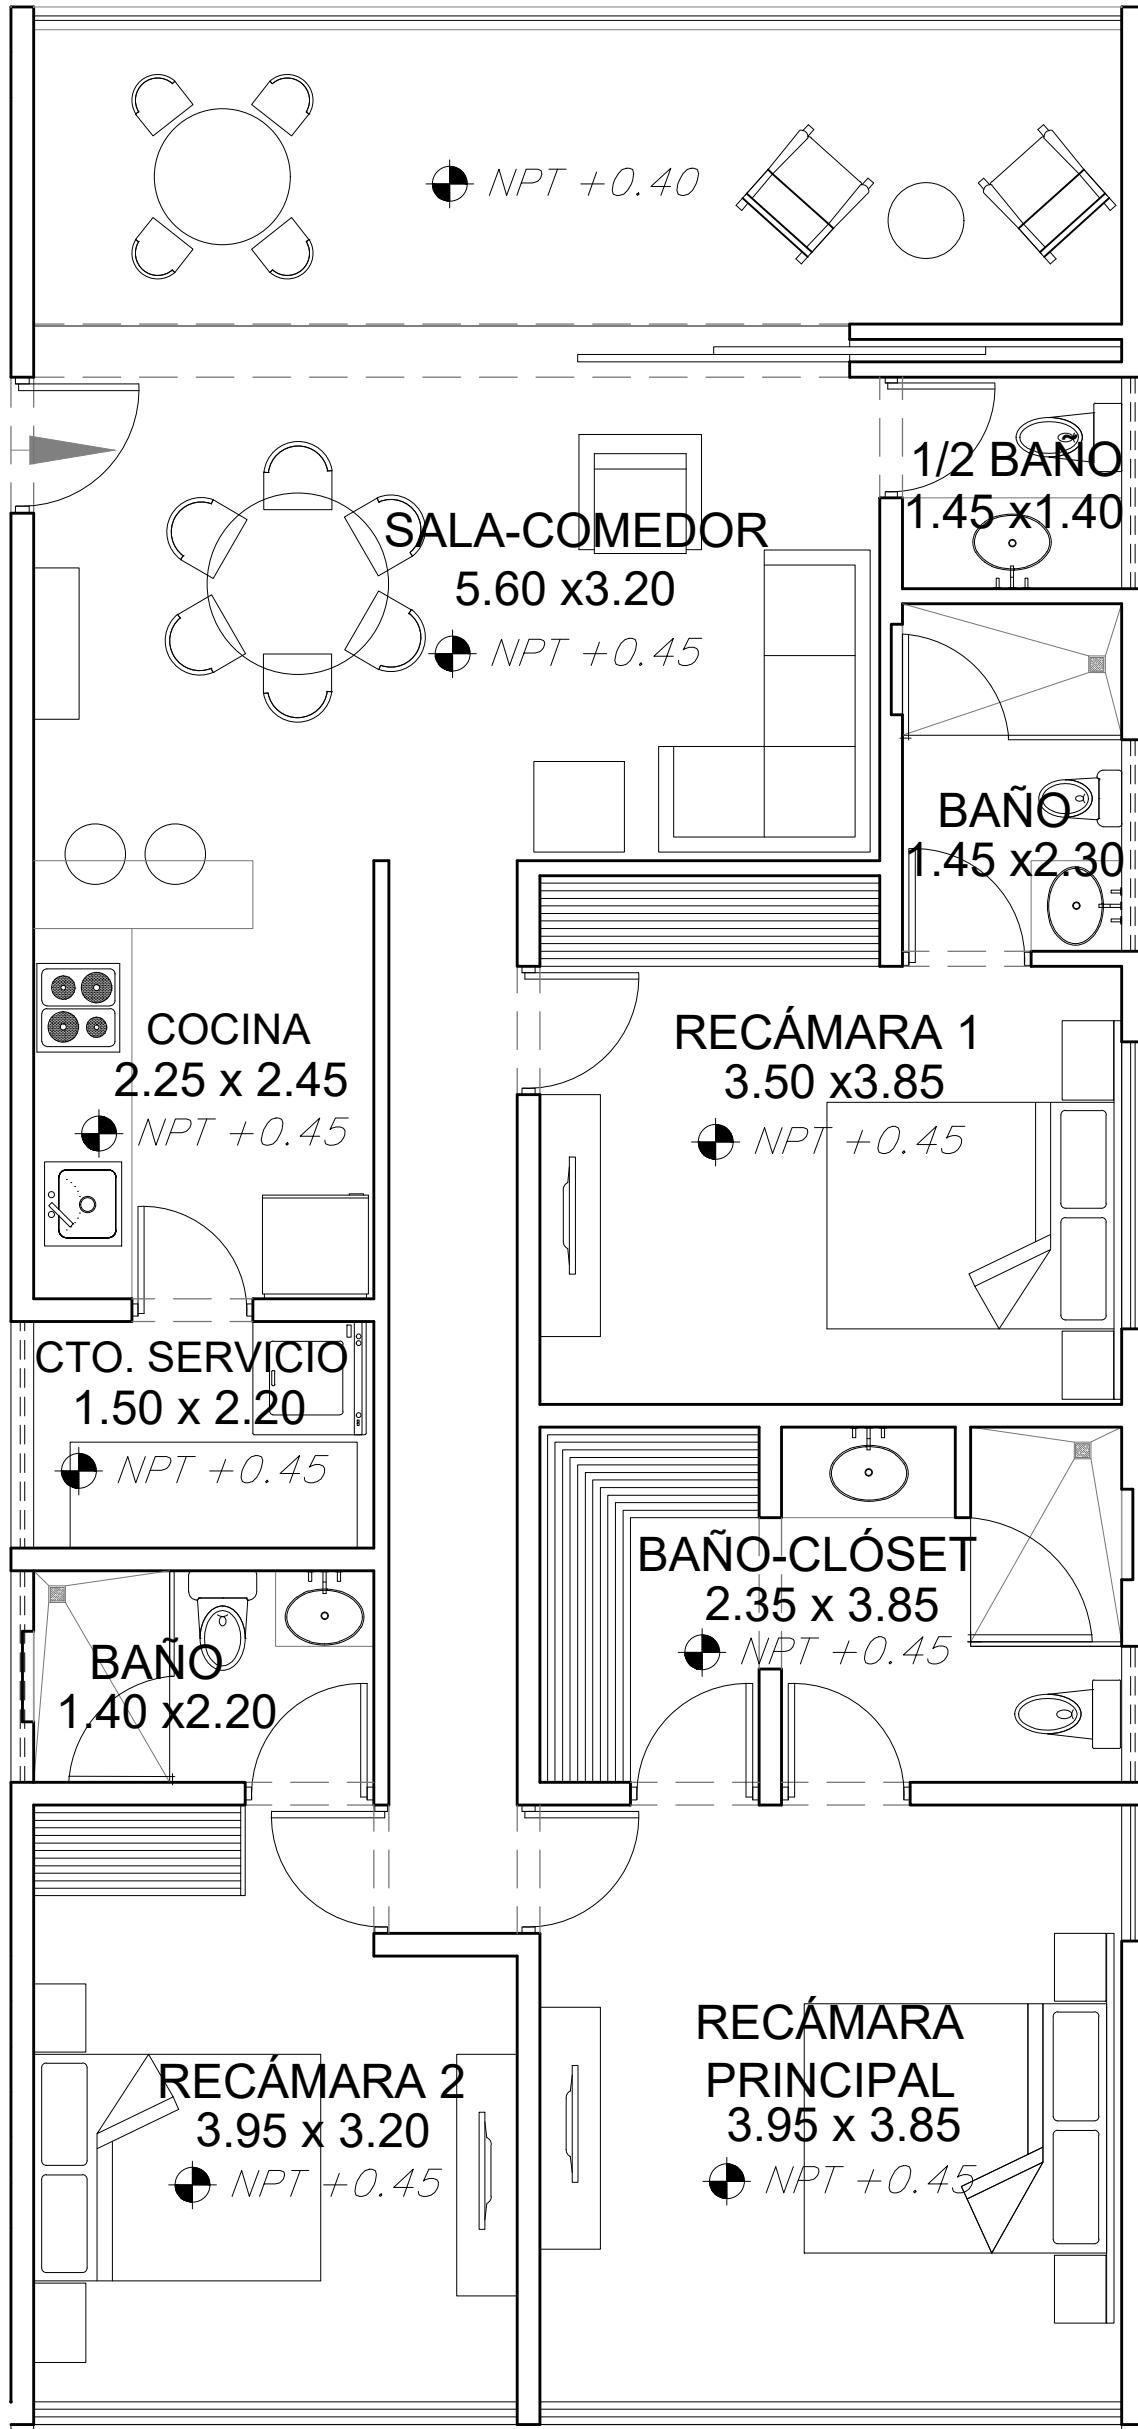 NPT +0.40
1/2 BAÑO
1.45 x1.40
SALA-COMEDOR
5.60 x3.20
NPT +0.45
BAÑO
1.45 x2.30
COCINA
2.25 x 2.45
NPT +0.45
RECÁMARA 1
3.50 x3.85
NPT +0.45
CTO. SERVICIO
1.50 x 2.20
NPT +0.45
BAÑO-CLÓSET
2.35 x 3.85
NPT +0.45
BAÑO
1.40 x2.20
RECÁMARA 2
3.95 x 3.20
NPT +0.45
RECÁMARA
PRINCIPAL
3.95 x 3.85
NPT +0.45